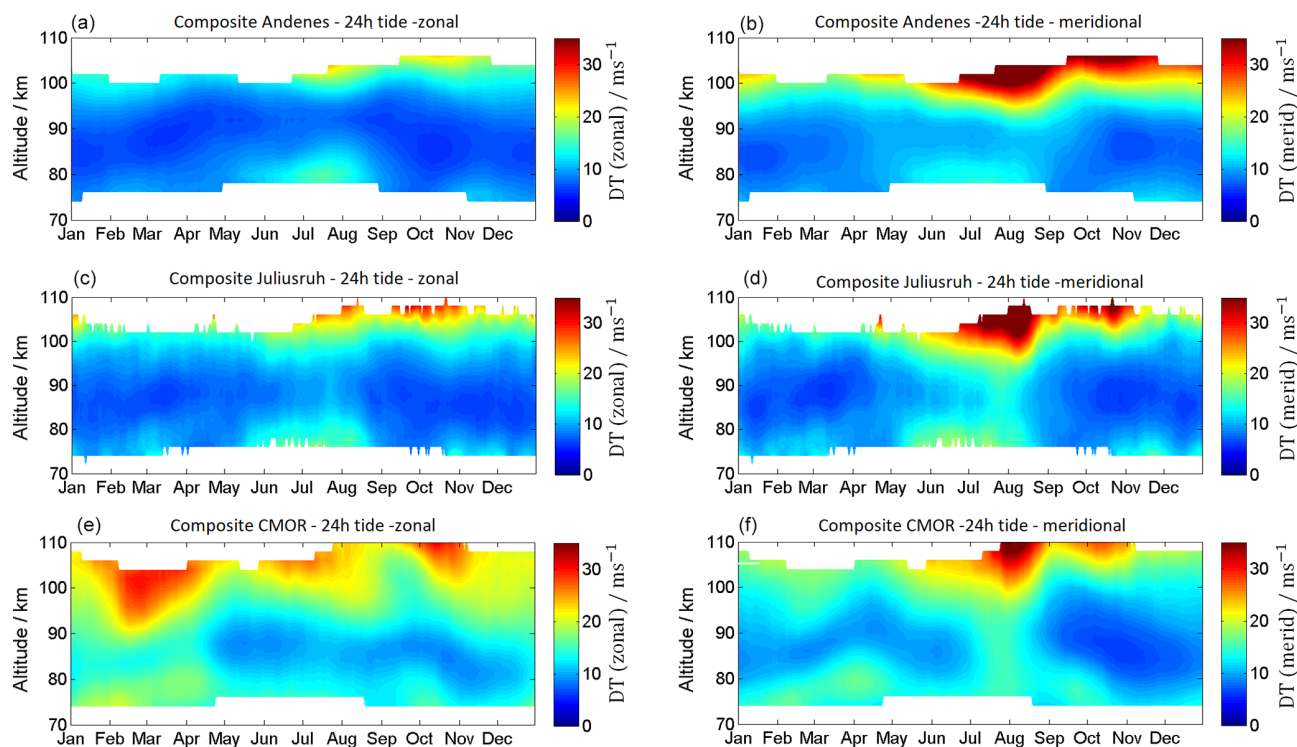 (a) Composite Andenes - 24h tide -zonal
110
100
90
80
70
Altitude / km
Jan Feb Mar Apr May Jun Jul Aug Sep Oct Nov Dec
30
20
10
0
DT (zonal) / ms⁻¹
(b) Composite Andenes -24h tide - meridional
110
100
90
80
70
Altitude / km
Jan Feb Mar Apr May Jun Jul Aug Sep Oct Nov Dec
30
20
10
0
DT (merid) / ms⁻¹
(c) Composite Juliusruh - 24h tide - zonal
110
100
90
80
70
Altitude / km
Jan Feb Mar Apr May Jun Jul Aug Sep Oct Nov Dec
30
20
10
0
DT (zonal) / ms⁻¹
(d) Composite Juliusruh - 24h tide -meridional
110
100
90
80
70
Altitude / km
Jan Feb Mar Apr May Jun Jul Aug Sep Oct Nov Dec
30
20
10
0
DT (merid) / ms⁻¹
(e) Composite CMOR - 24h tide -zonal
110
100
90
80
70
Altitude / km
Jan Feb Mar Apr May Jun Jul Aug Sep Oct Nov Dec
30
20
10
0
DT (zonal) / ms⁻¹
(f) Composite CMOR -24h tide - meridional
110
100
90
80
70
Altitude / km
Jan Feb Mar Apr May Jun Jul Aug Sep Oct Nov Dec
30
20
10
0
DT (merid) / ms⁻¹